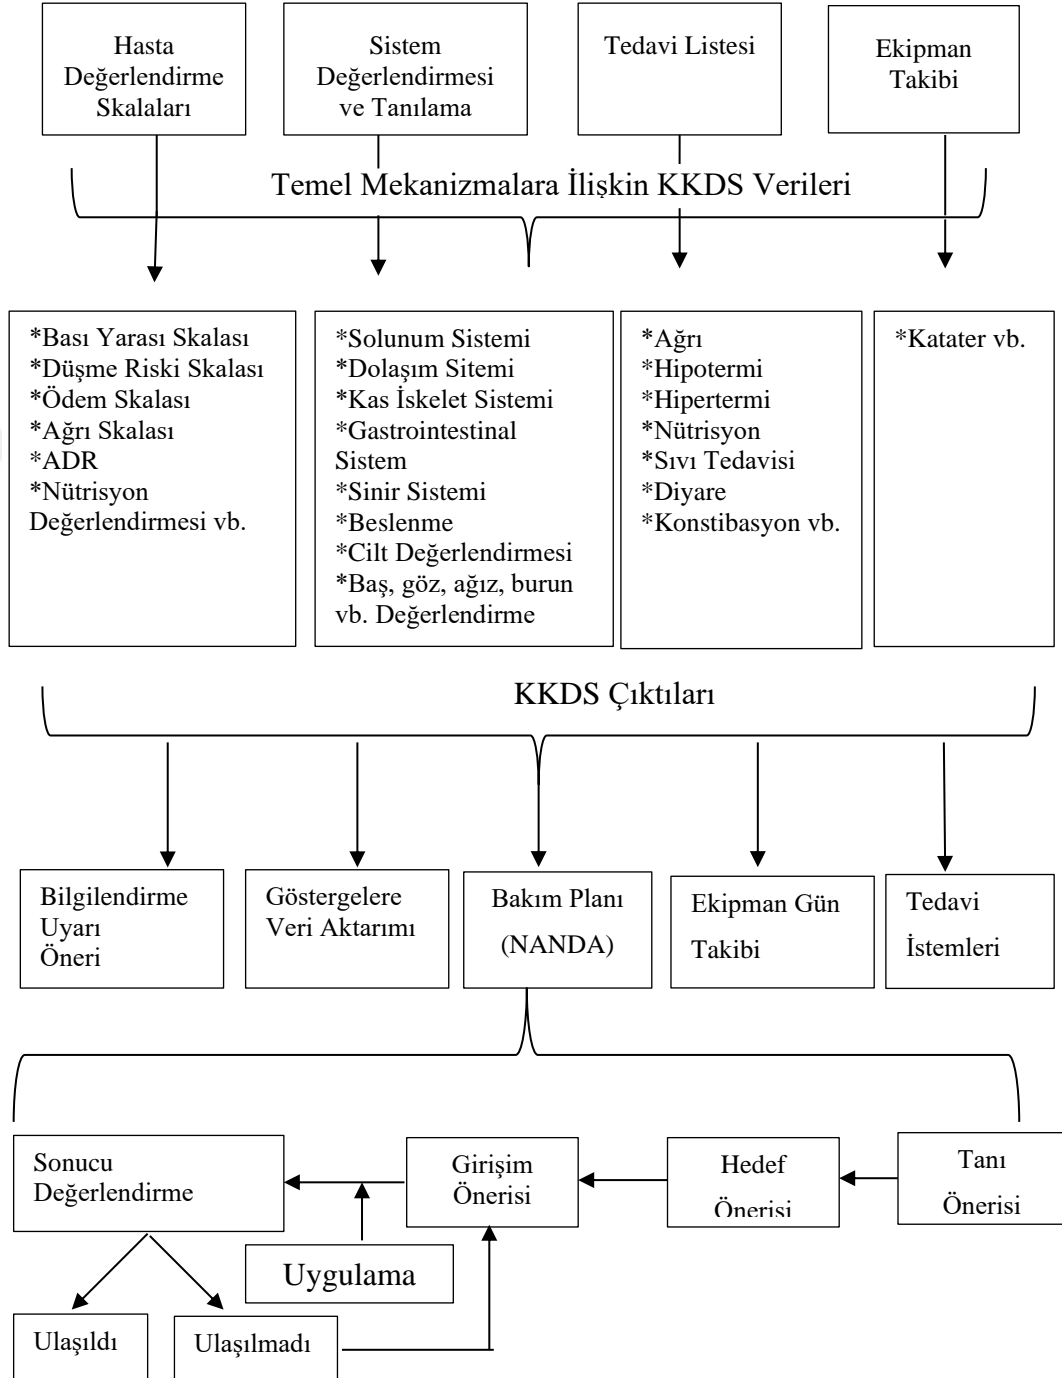 Hasta
Değerlendirme
Skalaları
Sistem
Değerlendirmesi
ve Tanılama
Tedavi Listesi
Ekipman
Takibi
Temel Mekanizmalara İlişkin KKDS Verileri
*Bası Yarası Skalası
*Düşme Riski Skalası
*Ödem Skalası
*Ağrı Skalası
*ADR
*Nütrisyon
Değerlendirmesi vb.
*Solunum Sistemi
*Dolaşım Sitemi
*Kas İskelet Sistemi
*Gastrointestinal
Sistem
*Sinir Sistemi
*Beslenme
*Cilt Değerlendirmesi
*Baş, göz, ağız, burun
vb. Değerlendirme
*Ağrı
*Hipotermi
*Hipertermi
*Nütrisyon
*Sıvı Tedavisi
*Diyare
*Konstibasyon vb.
*Katater vb.
KKDS Çıktıları
Bilgilendirme
Uyarı
Öneri
Göstergelere
Veri Aktarımı
Bakım Planı
(NANDA)
Ekipman Gün
Takibi
Tedavi
İstemleri
Sonucu
Değerlendirme
Girişim
Önerisi
Hedef
Önerisi
Tanı
Önerisi
Uygulama
Ulaşıldı
Ulaşılmadı